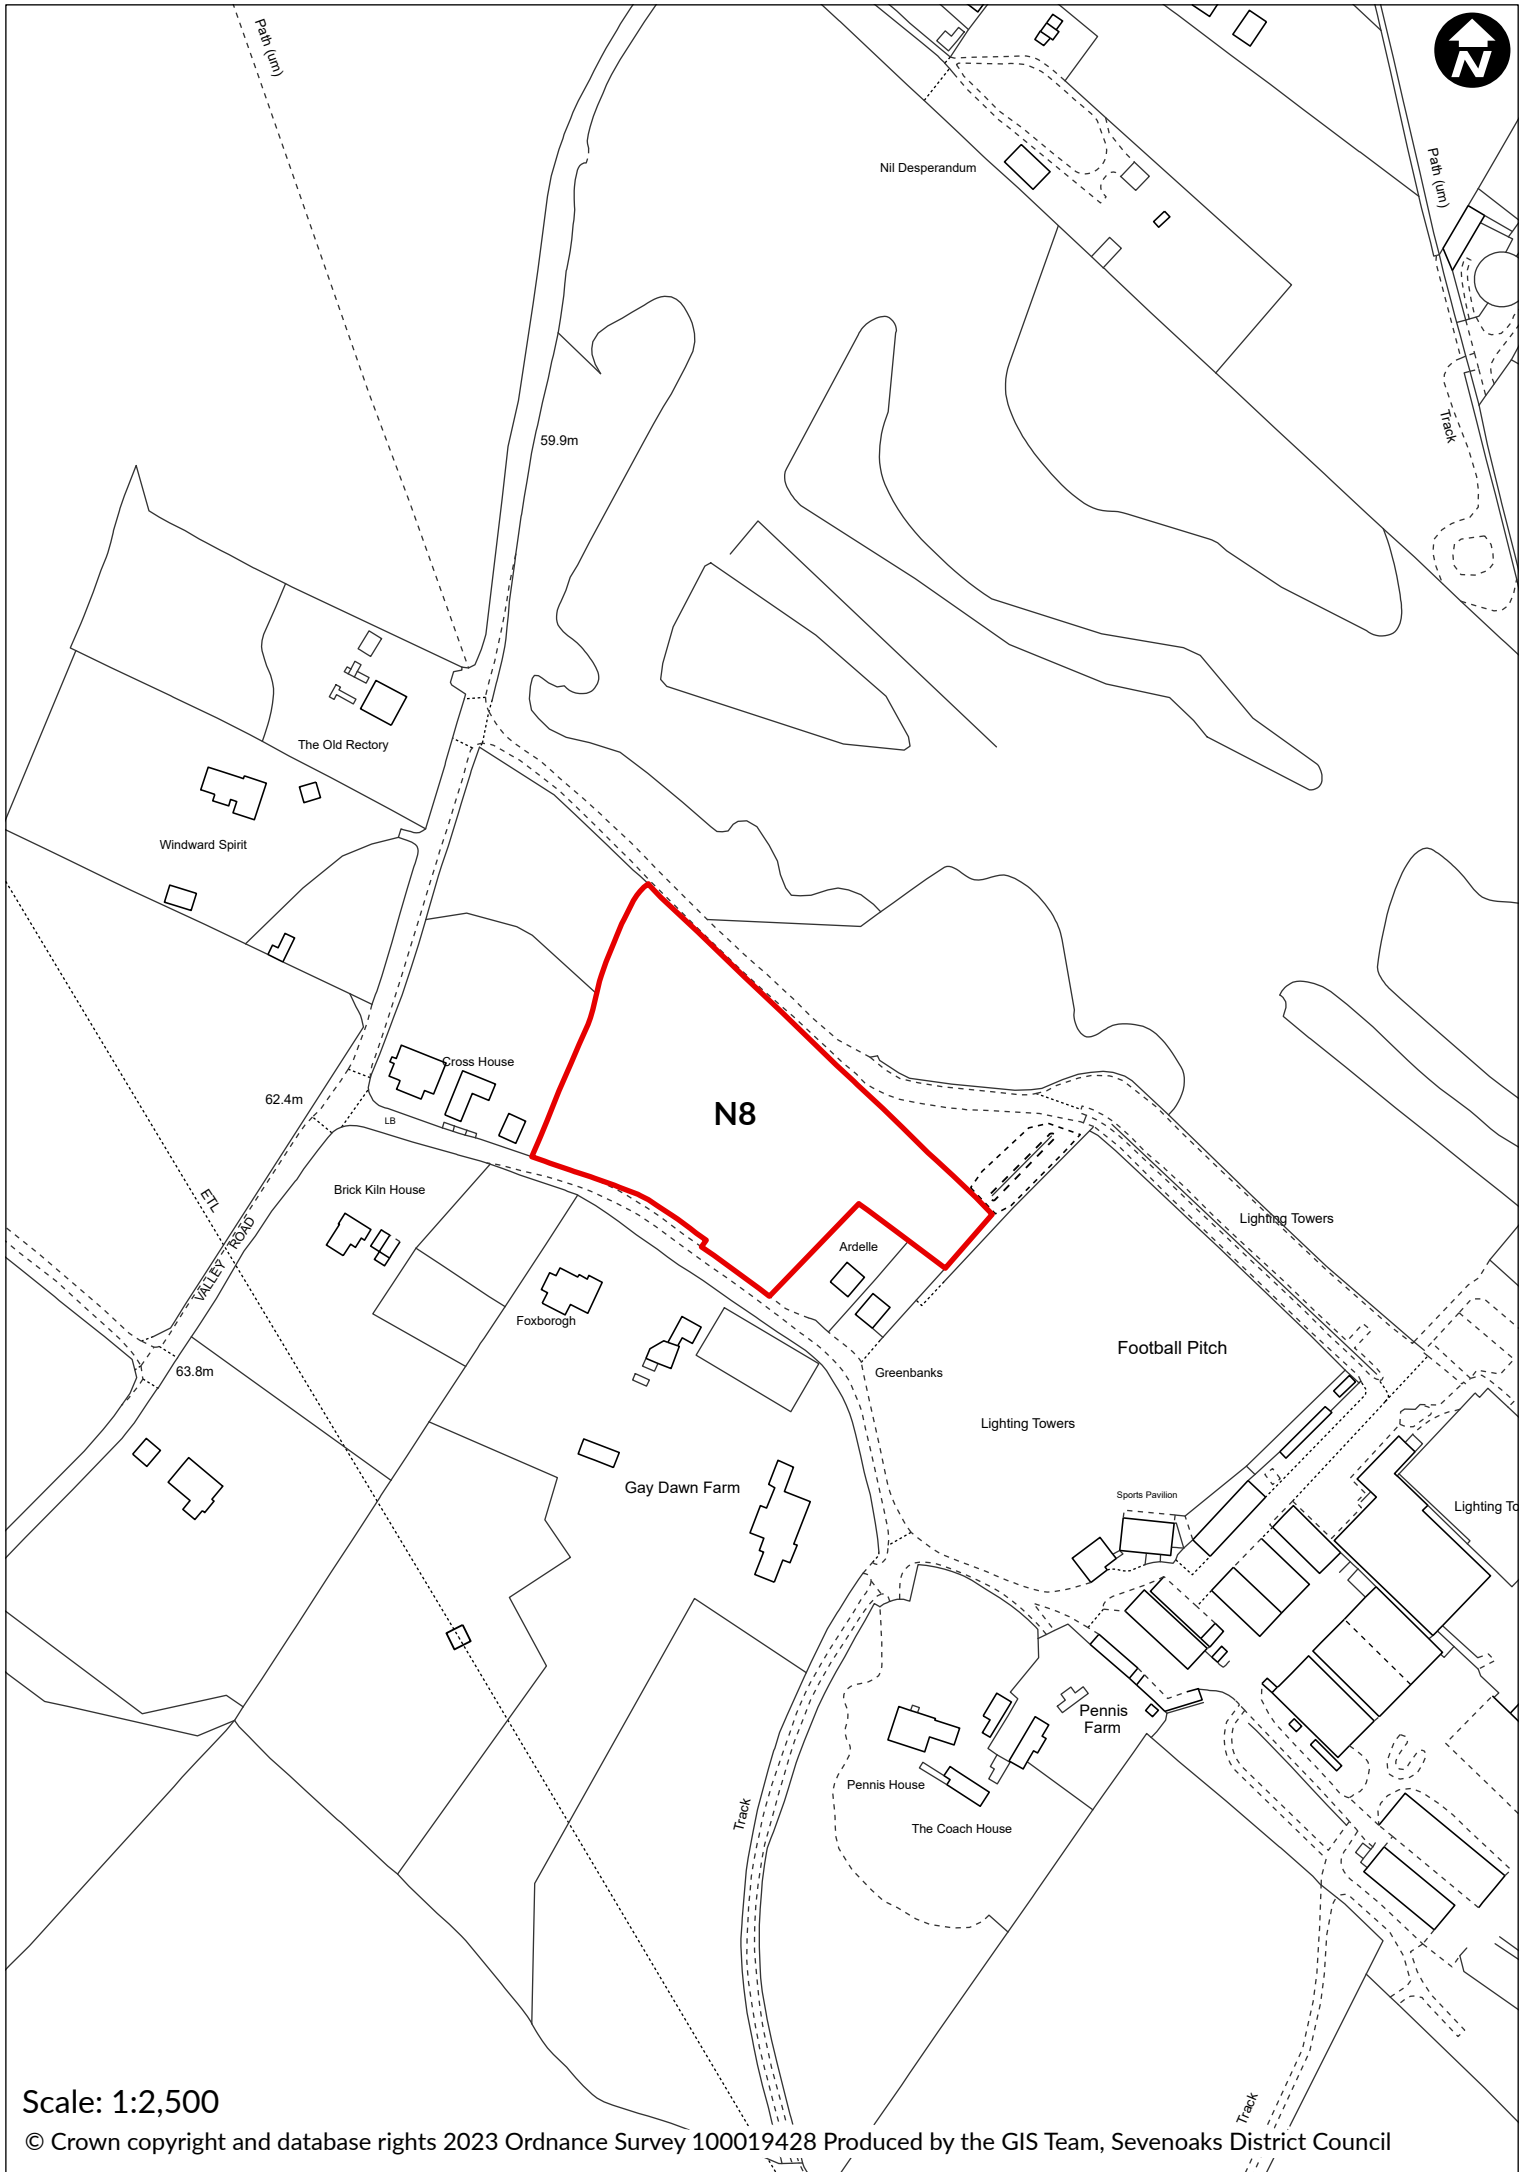 Path (um)
N
Nil Desperandum
Path (um)
59.9m
Track
The Old Rectory
Windward Spirit
Cross House
62.4m
LB
N8
Brick Kiln House
ETL
VALLEY ROAD
Ardelle
Lighting Towers
Foxborogh
63.8m
Greenbanks
Football Pitch
Lighting Towers
Gay Dawn Farm
Sports Pavilion
Lighting To
Pennis
Farm
Pennis House
Track
The Coach House
Track
Scale: 1:2,500
© Crown copyright and database rights 2023 Ordnance Survey 100019428 Produced by the GIS Team, Sevenoaks District Council